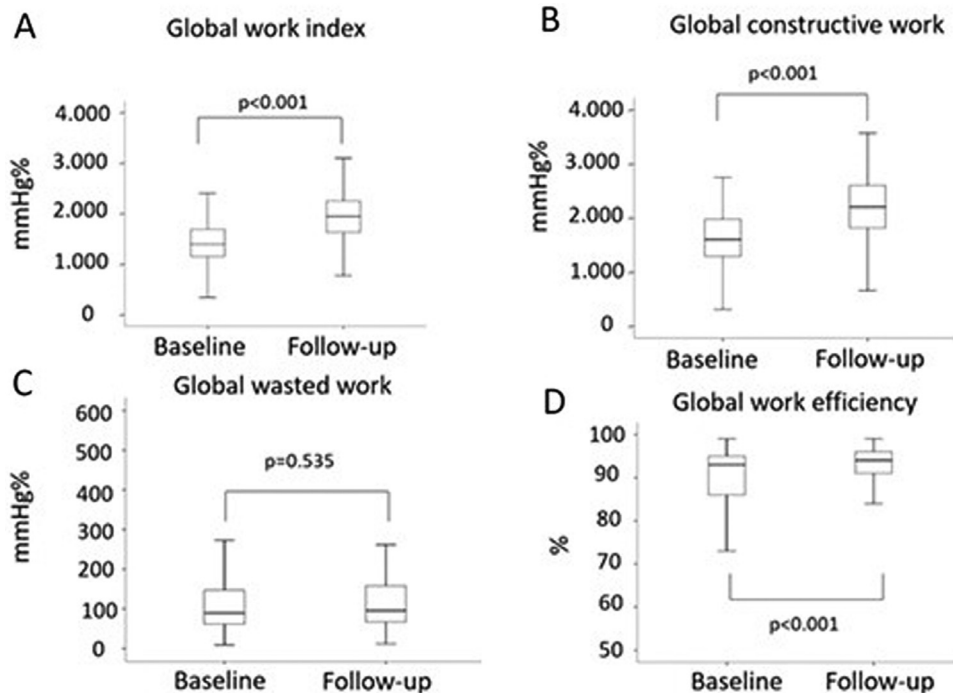 A
Global work index
p<0.001
4.000
3.000
2.000
1.000
0
mmHg%
Baseline Follow-up
B
Global constructive work
p<0.001
4.000
3.000
2.000
1.000
0
mmHg%
Baseline Follow-up
C
Global wasted work
p=0.535
600
500
400
300
200
100
0
mmHg%
Baseline Follow-up
D
Global work efficiency
100
90
80
70
60
50
%
p<0.001
Baseline Follow-up